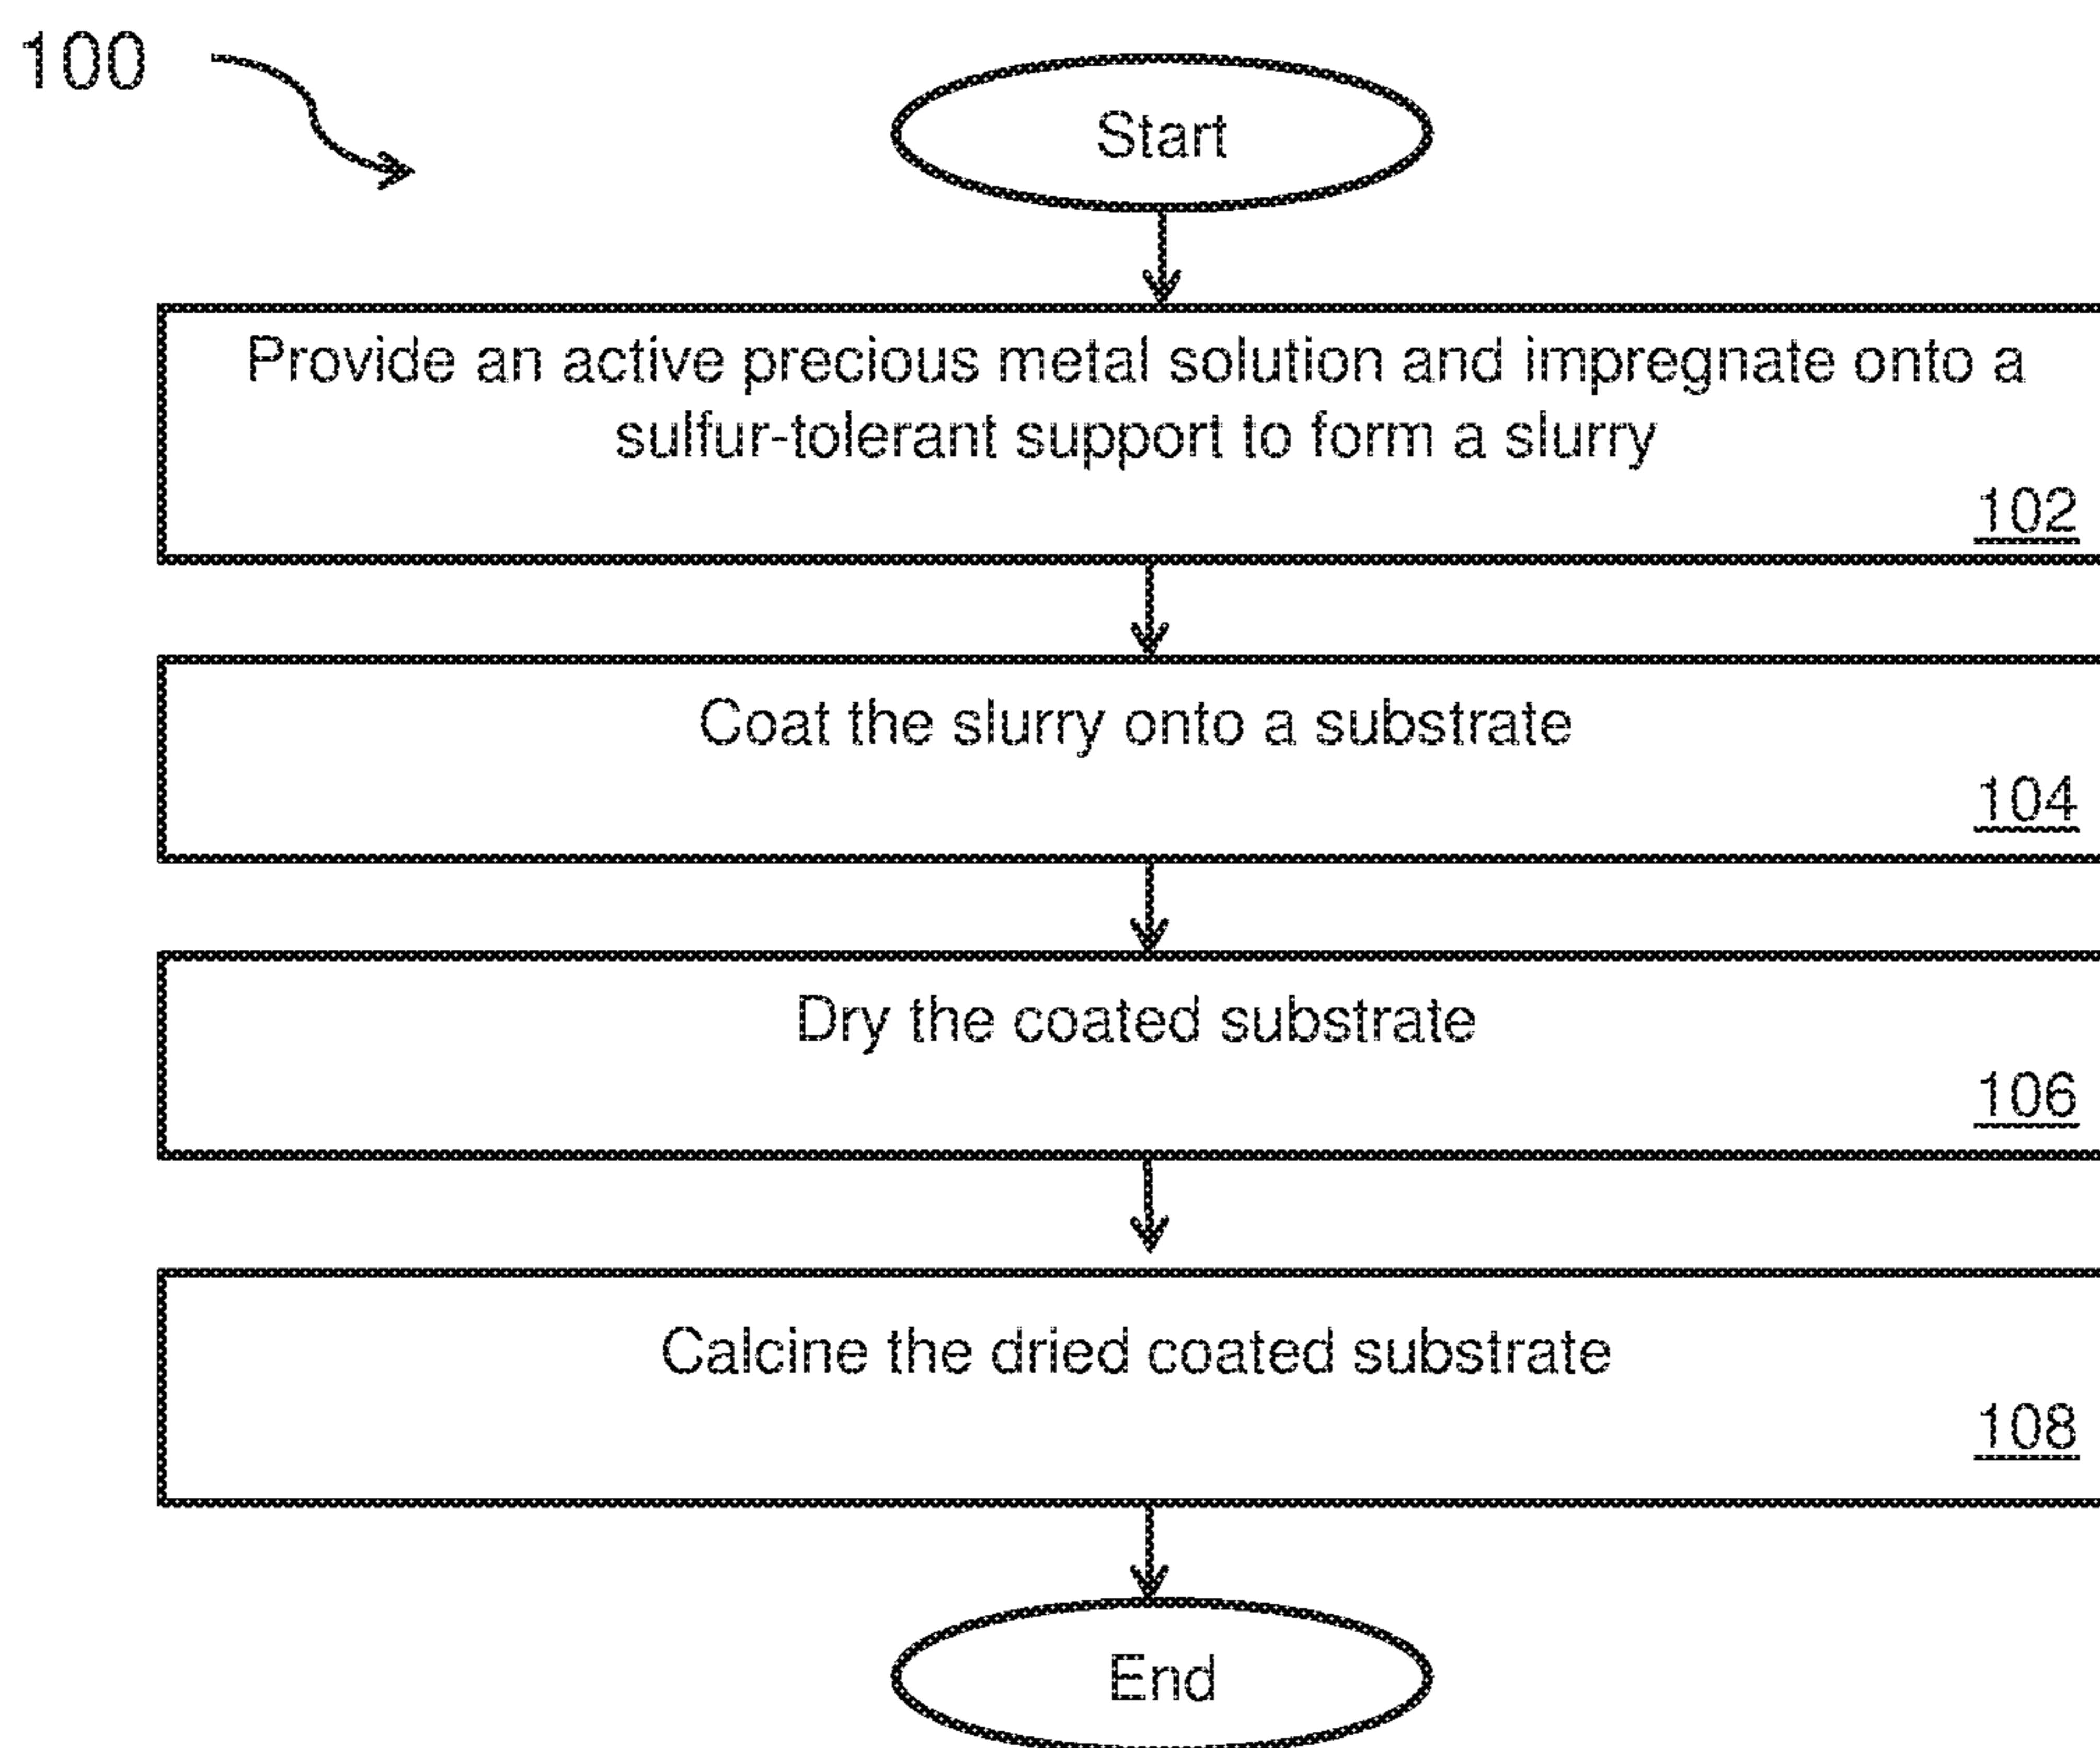 100
Start
Provide an active precious metal solution and impregnate onto a
sulfur-tolerant support to form a slurry
102
Coat the slurry onto a substrate
104
Dry the coated substrate
106
Calcine the dried coated substrate
108
End